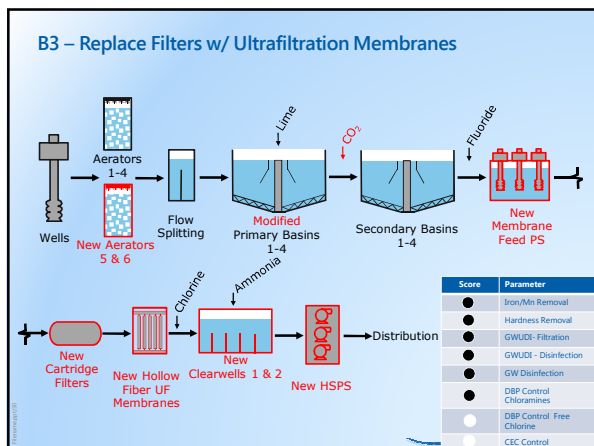 B3 – Replace Filters w/ Ultrafiltration Membranes
Lime
CO₂
Fluoride
Aerators
1-4
New Aerators
5 & 6
Wells
Flow
Splitting
Modified
Primary Basins
1-4
Secondary Basins
1-4
New
Membrane
Feed PS
Chlorine
Ammonia
New
Cartridge
Filters
New Hollow
Fiber UF
Membranes
New
Clearwells 1 & 2
New HSPS
Distribution
Score Parameter
Iron/Mn Removal
Hardness Removal
GWUDI- Filtration
GWUDI - Disinfection
GW Disinfection
DBP Control
Chloramines
DBP Control Free
Chlorine
CEC Control